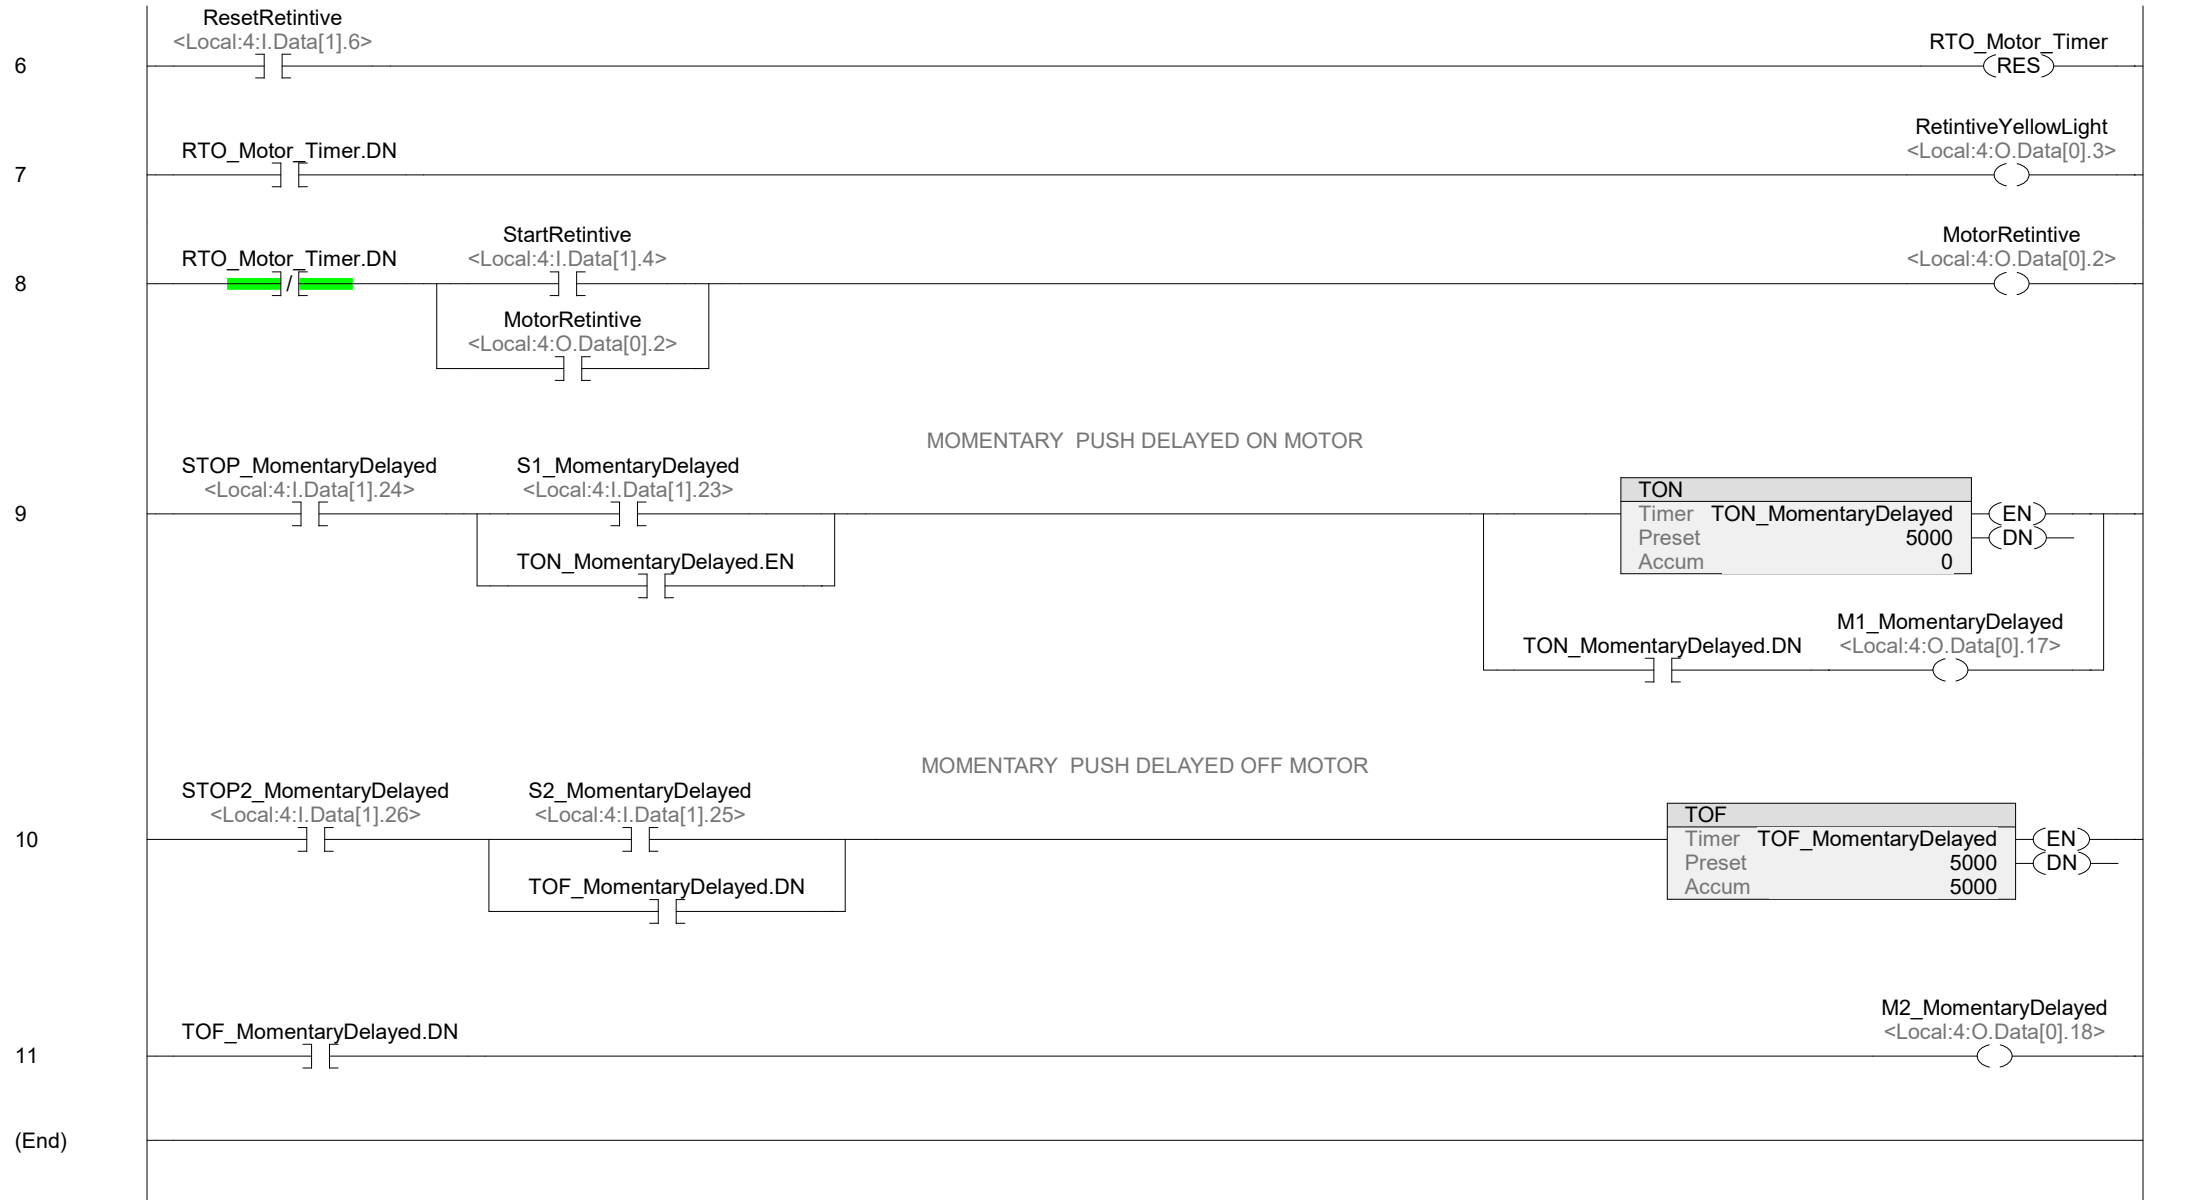 ResetRetintive
<Local:4:I.Data[1].6>
RTO_Motor_Timer
6
RES
RTO_Motor_Timer.DN
RetintiveYellowLight
<Local:4:O.Data[0].3>
7
RTO_Motor_Timer.DN
StartRetintive
<Local:4:I.Data[1].4>
MotorRetintive
<Local:4:O.Data[0].2>
8
/
MotorRetintive
<Local:4:O.Data[0].2>
MOMENTARY  PUSH DELAYED ON MOTOR
STOP_MomentaryDelayed
<Local:4:I.Data[1].24>
S1_MomentaryDelayed
<Local:4:I.Data[1].23>
9
TON_MomentaryDelayed.EN
TON
Timer TON_MomentaryDelayed
Preset 5000
Accum 0
EN
DN
TON_MomentaryDelayed.DN
M1_MomentaryDelayed
<Local:4:O.Data[0].17>
MOMENTARY  PUSH DELAYED OFF MOTOR
STOP2_MomentaryDelayed
<Local:4:I.Data[1].26>
S2_MomentaryDelayed
<Local:4:I.Data[1].25>
10
TOF_MomentaryDelayed.DN
TOF
Timer TOF_MomentaryDelayed
Preset 5000
Accum 5000
EN
DN
TOF_MomentaryDelayed.DN
M2_MomentaryDelayed
<Local:4:O.Data[0].18>
11
(End)